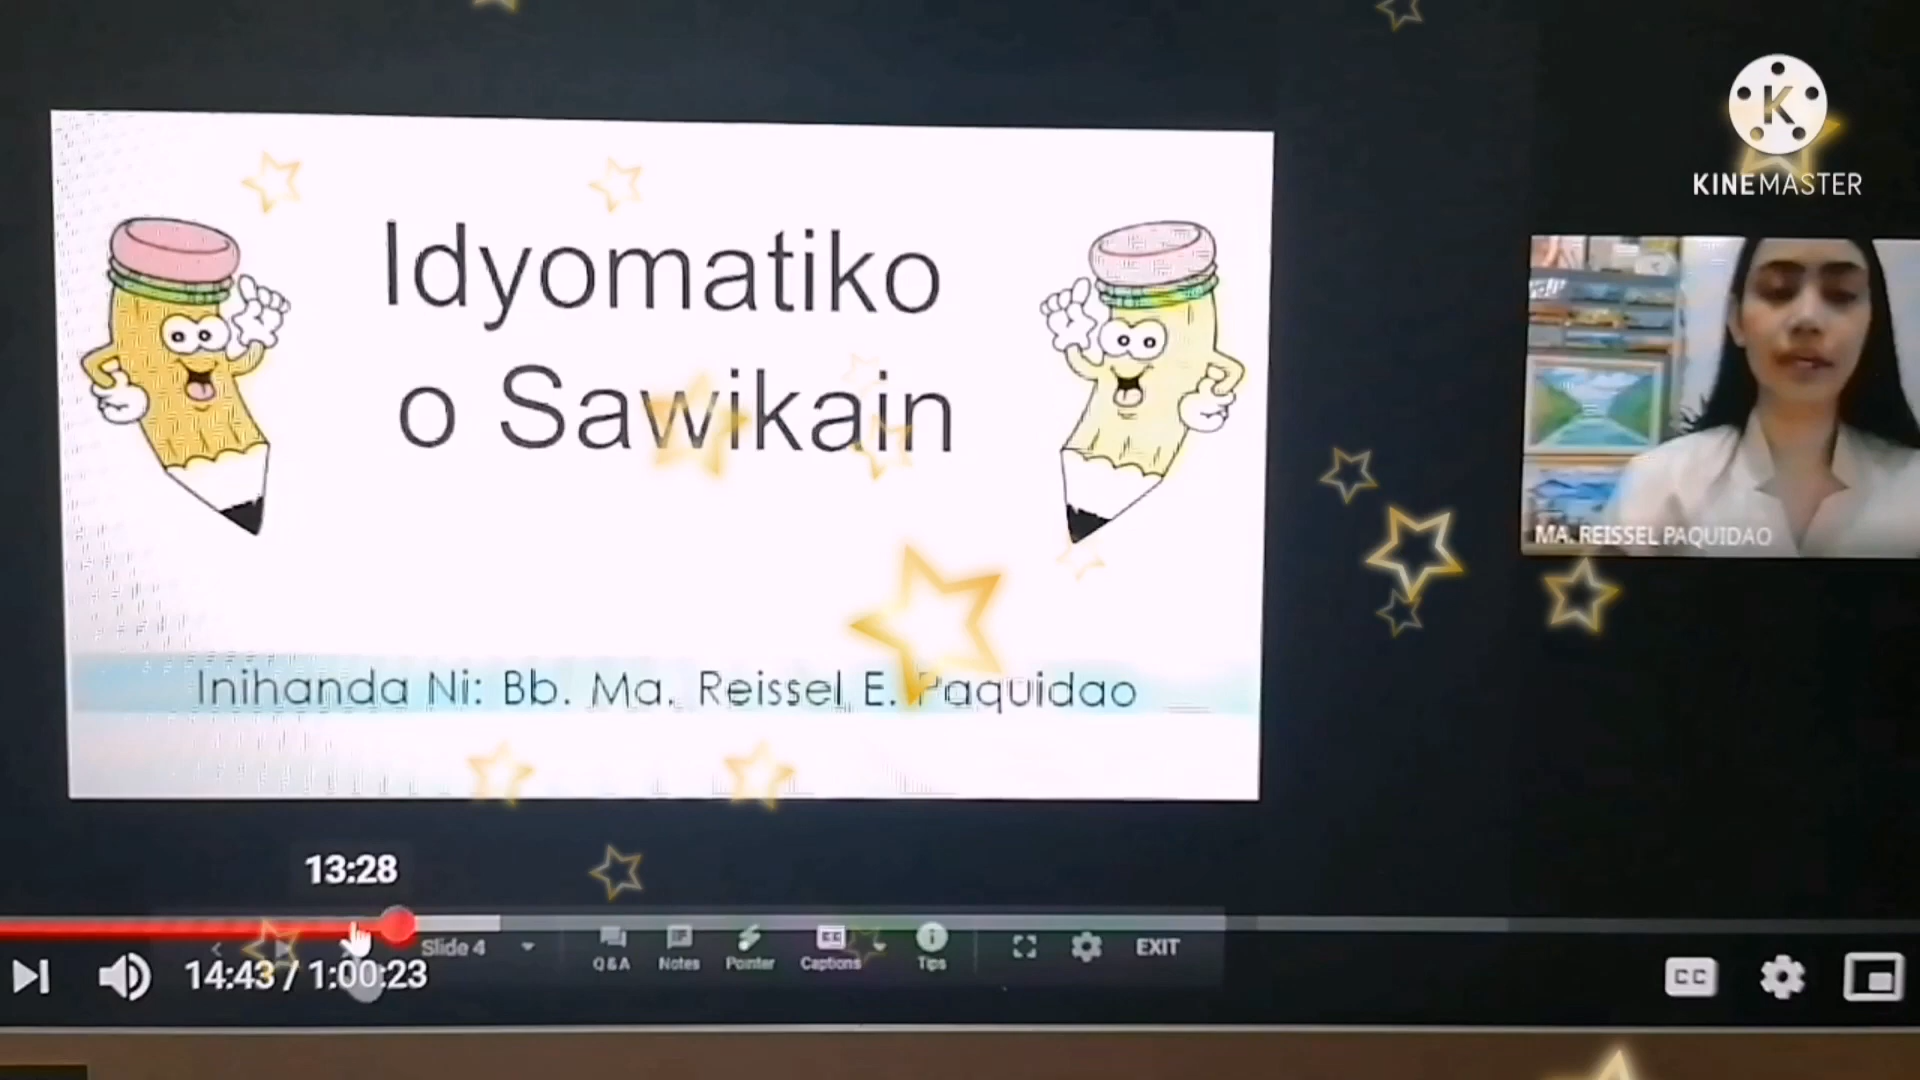 K
KINEMASTER
Idyomatiko
o Sawikain
MA. REISSEL PAQUIDAO
Inihanda Ni: Bb. Ma. Reissel E. Paquidao
13:28
Slide 4
Q&A
Notes
Pointer
Captions
Tips
EXIT
14:43 / 1:00:23
CC